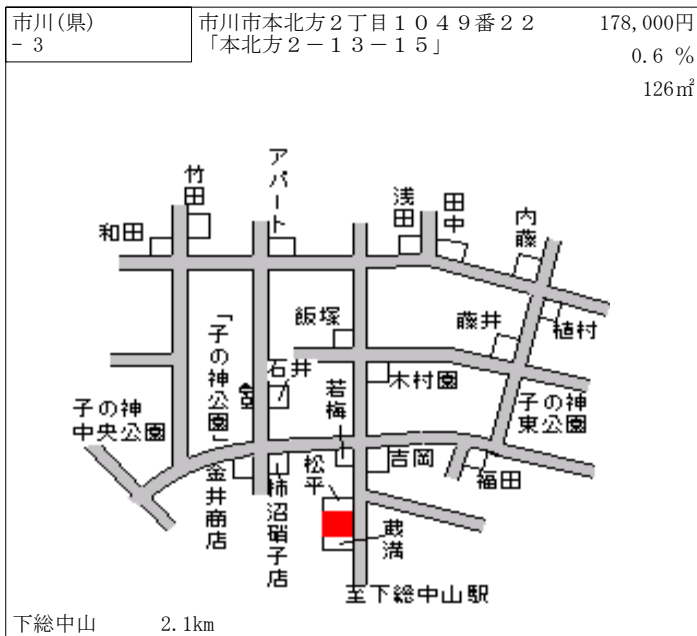 市川(県)
- 3
市川市本北方２丁目１０４９番２２
「本北方２－13－15」
178,000円
0.6 %
126㎡
竹田
アパート
浅田
田中
内藤
和田
飯塚
藤井
植村
「子の神公園」
石井
若梅
木村園
子の神
中央公園
子の神
東公園
金井商店
柿沼硝子店
松平
吉岡
福田
蔵満
至下総中山駅
下総中山
2.1km